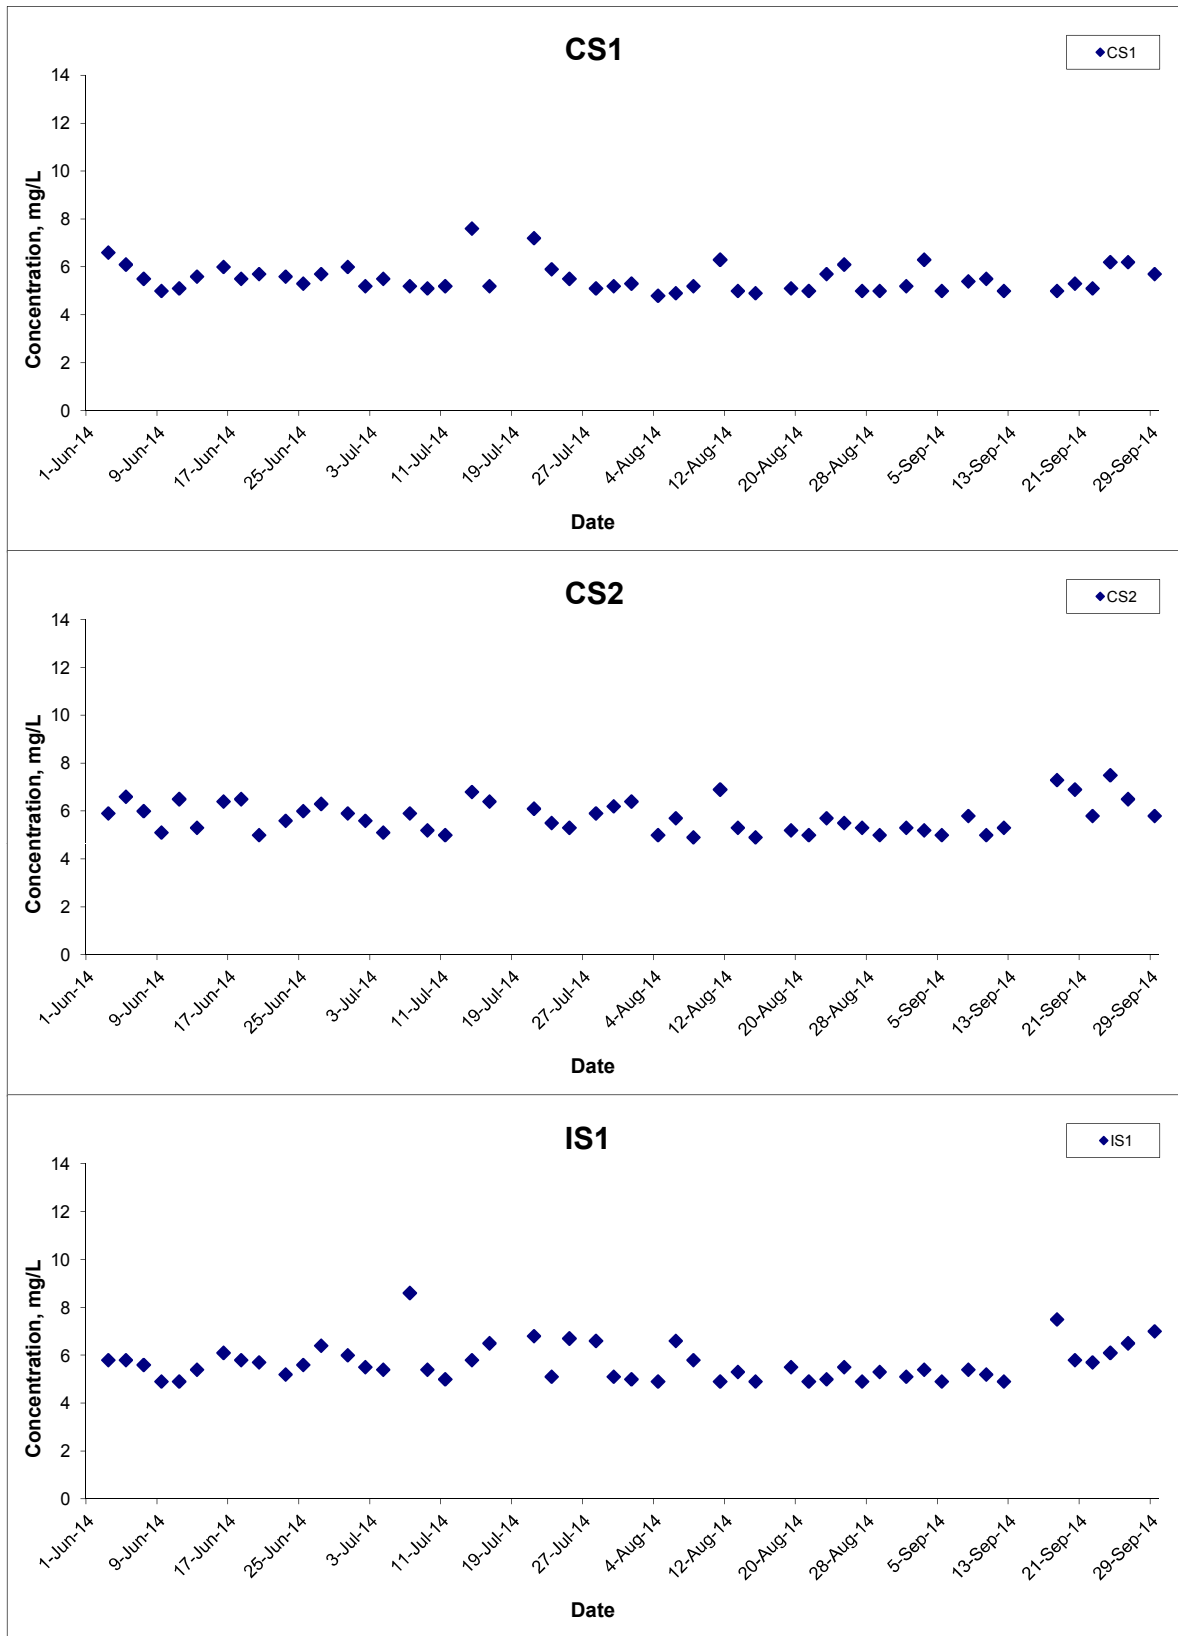 CS1
CS1
14
12
10
8
6
4
2
0
Concentration, mg/L
1-Jun-14
9-Jun-14
17-Jun-14
25-Jun-14
3-Jul-14
11-Jul-14
19-Jul-14
27-Jul-14
4-Aug-14
12-Aug-14
20-Aug-14
28-Aug-14
5-Sep-14
13-Sep-14
21-Sep-14
29-Sep-14
Date
CS2
CS2
14
12
10
8
6
4
2
0
Concentration, mg/L
1-Jun-14
9-Jun-14
17-Jun-14
25-Jun-14
3-Jul-14
11-Jul-14
19-Jul-14
27-Jul-14
4-Aug-14
12-Aug-14
20-Aug-14
28-Aug-14
5-Sep-14
13-Sep-14
21-Sep-14
29-Sep-14
Date
IS1
IS1
14
12
10
8
6
4
2
0
Concentration, mg/L
1-Jun-14
9-Jun-14
17-Jun-14
25-Jun-14
3-Jul-14
11-Jul-14
19-Jul-14
27-Jul-14
4-Aug-14
12-Aug-14
20-Aug-14
28-Aug-14
5-Sep-14
13-Sep-14
21-Sep-14
29-Sep-14
Date